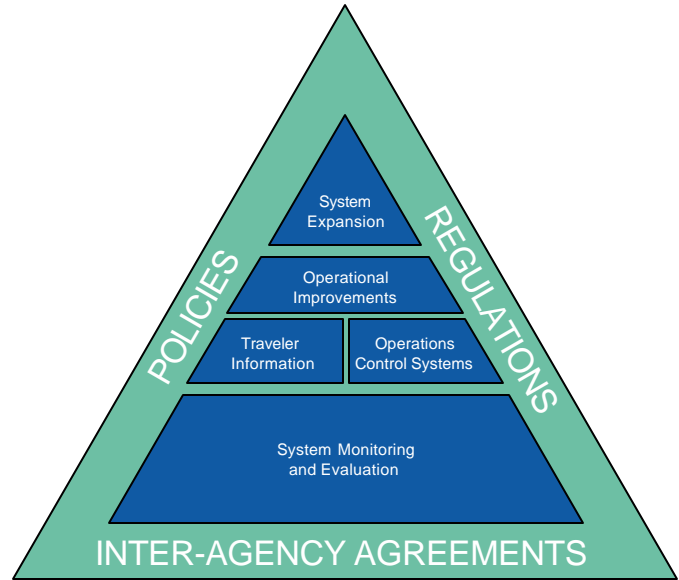 System
Expansion
Operational
Improvements
Traveler
Information
Operations
Control Systems
System Monitoring
and Evaluation
POLICIES
REGULATIONS
INTER-AGENCY AGREEMENTS